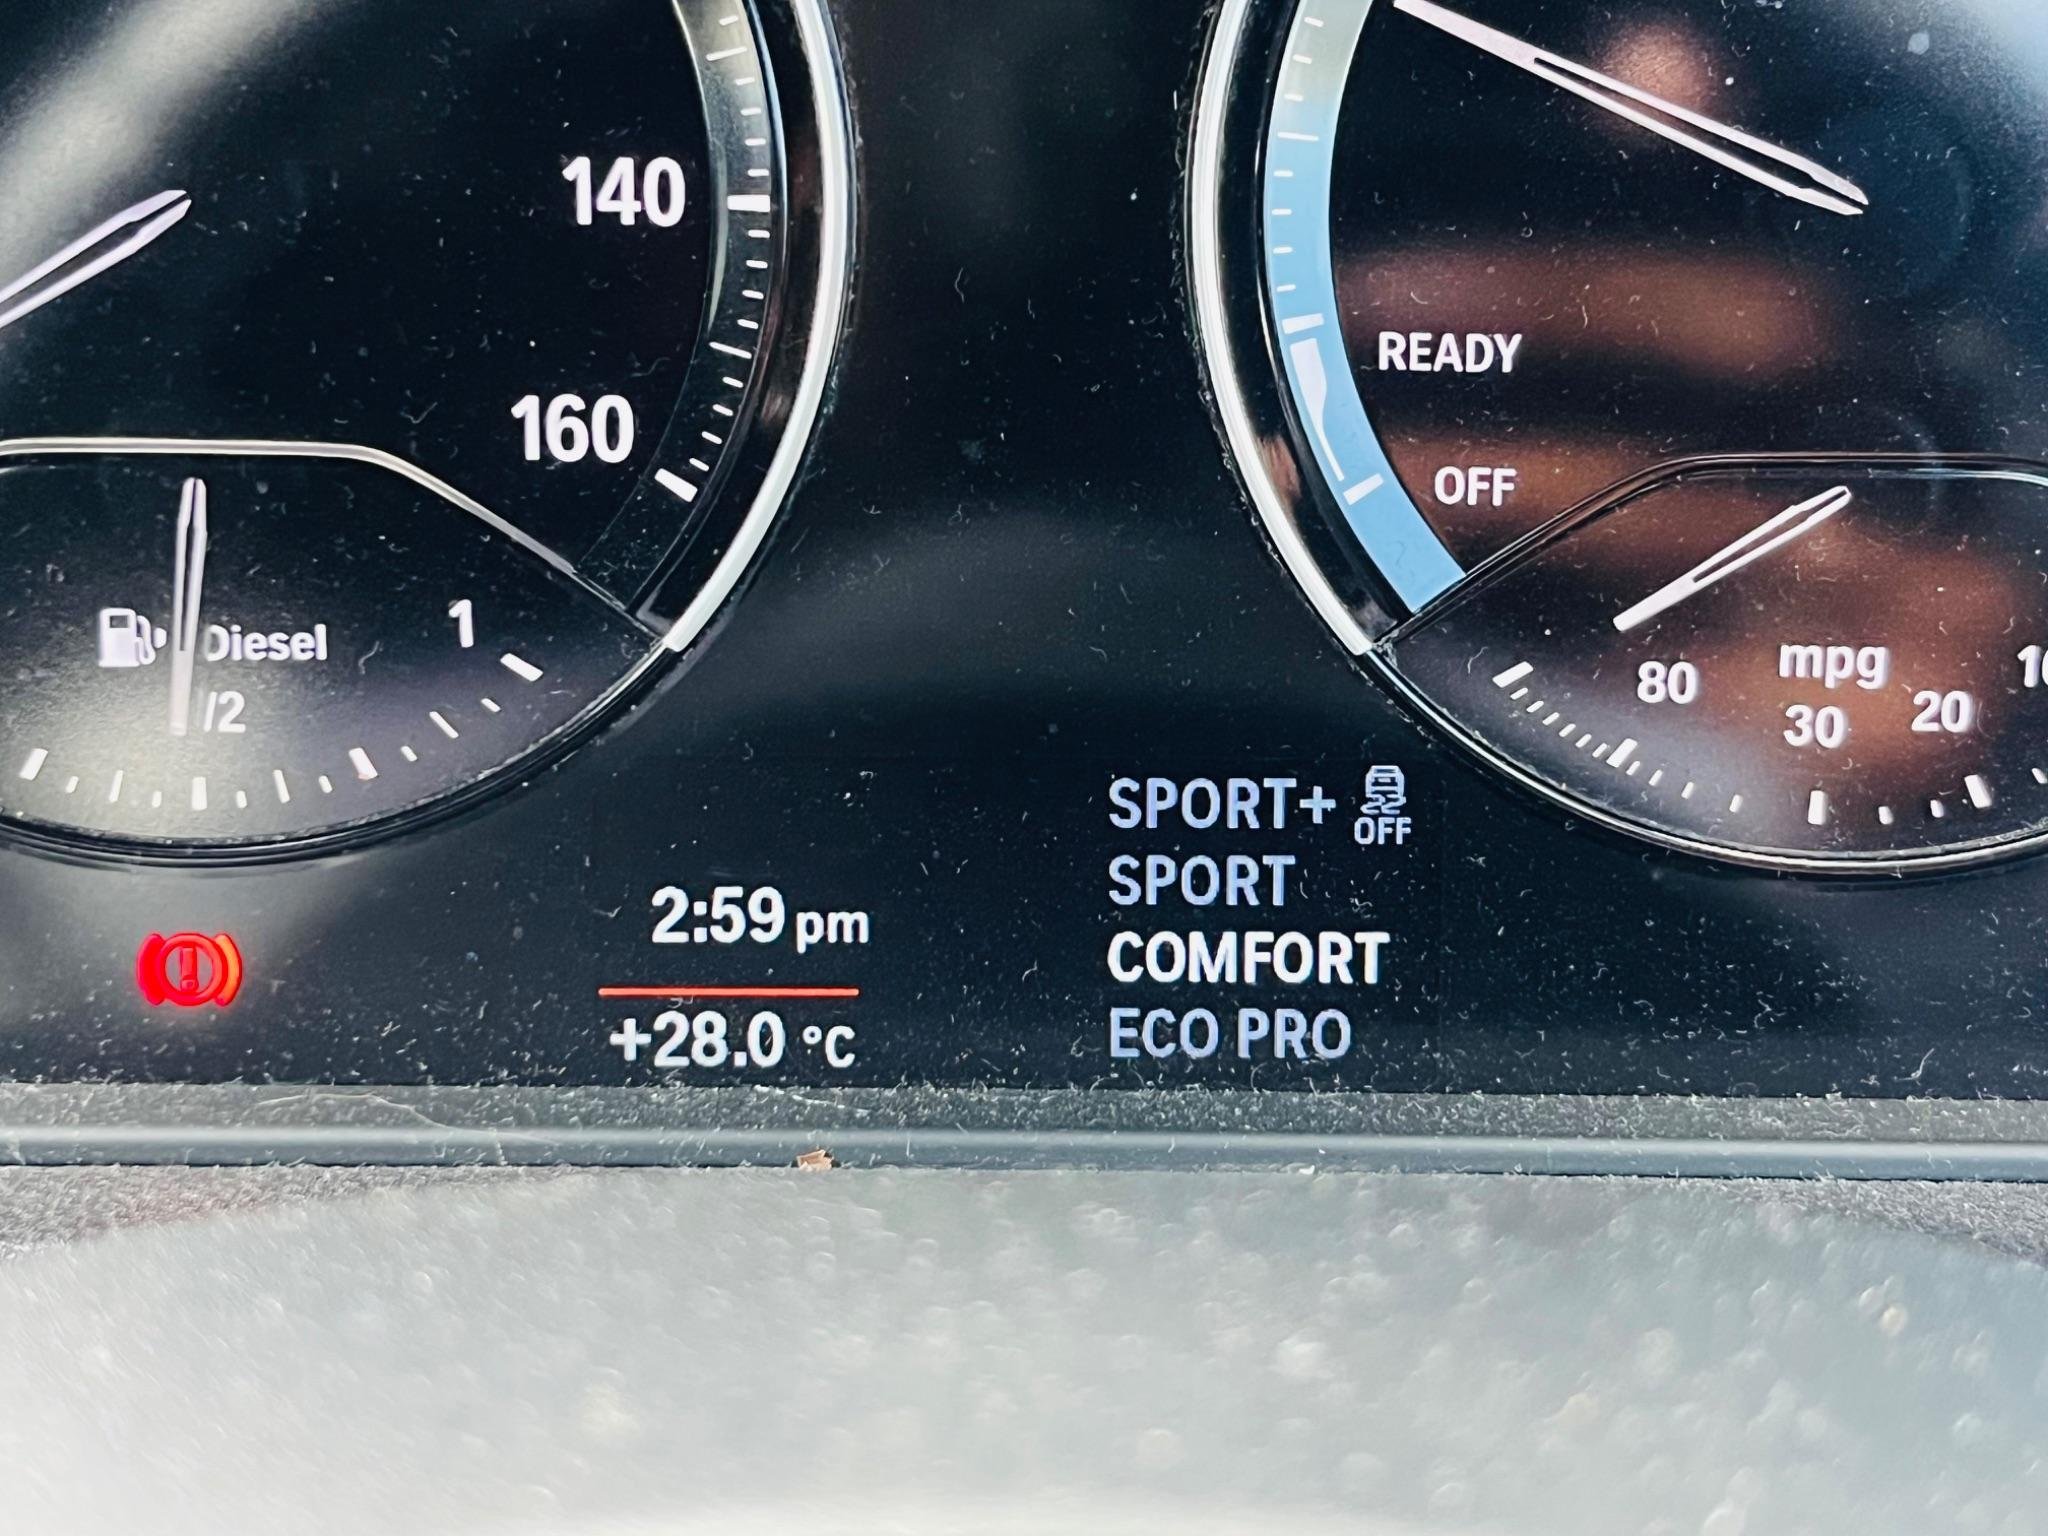 140
160
Diesel
1
/2
READY
OFF
80
mpg
30
20
2:59 pm
+28.0 °C
SPORT+ OFF
SPORT
COMFORT
ECO PRO